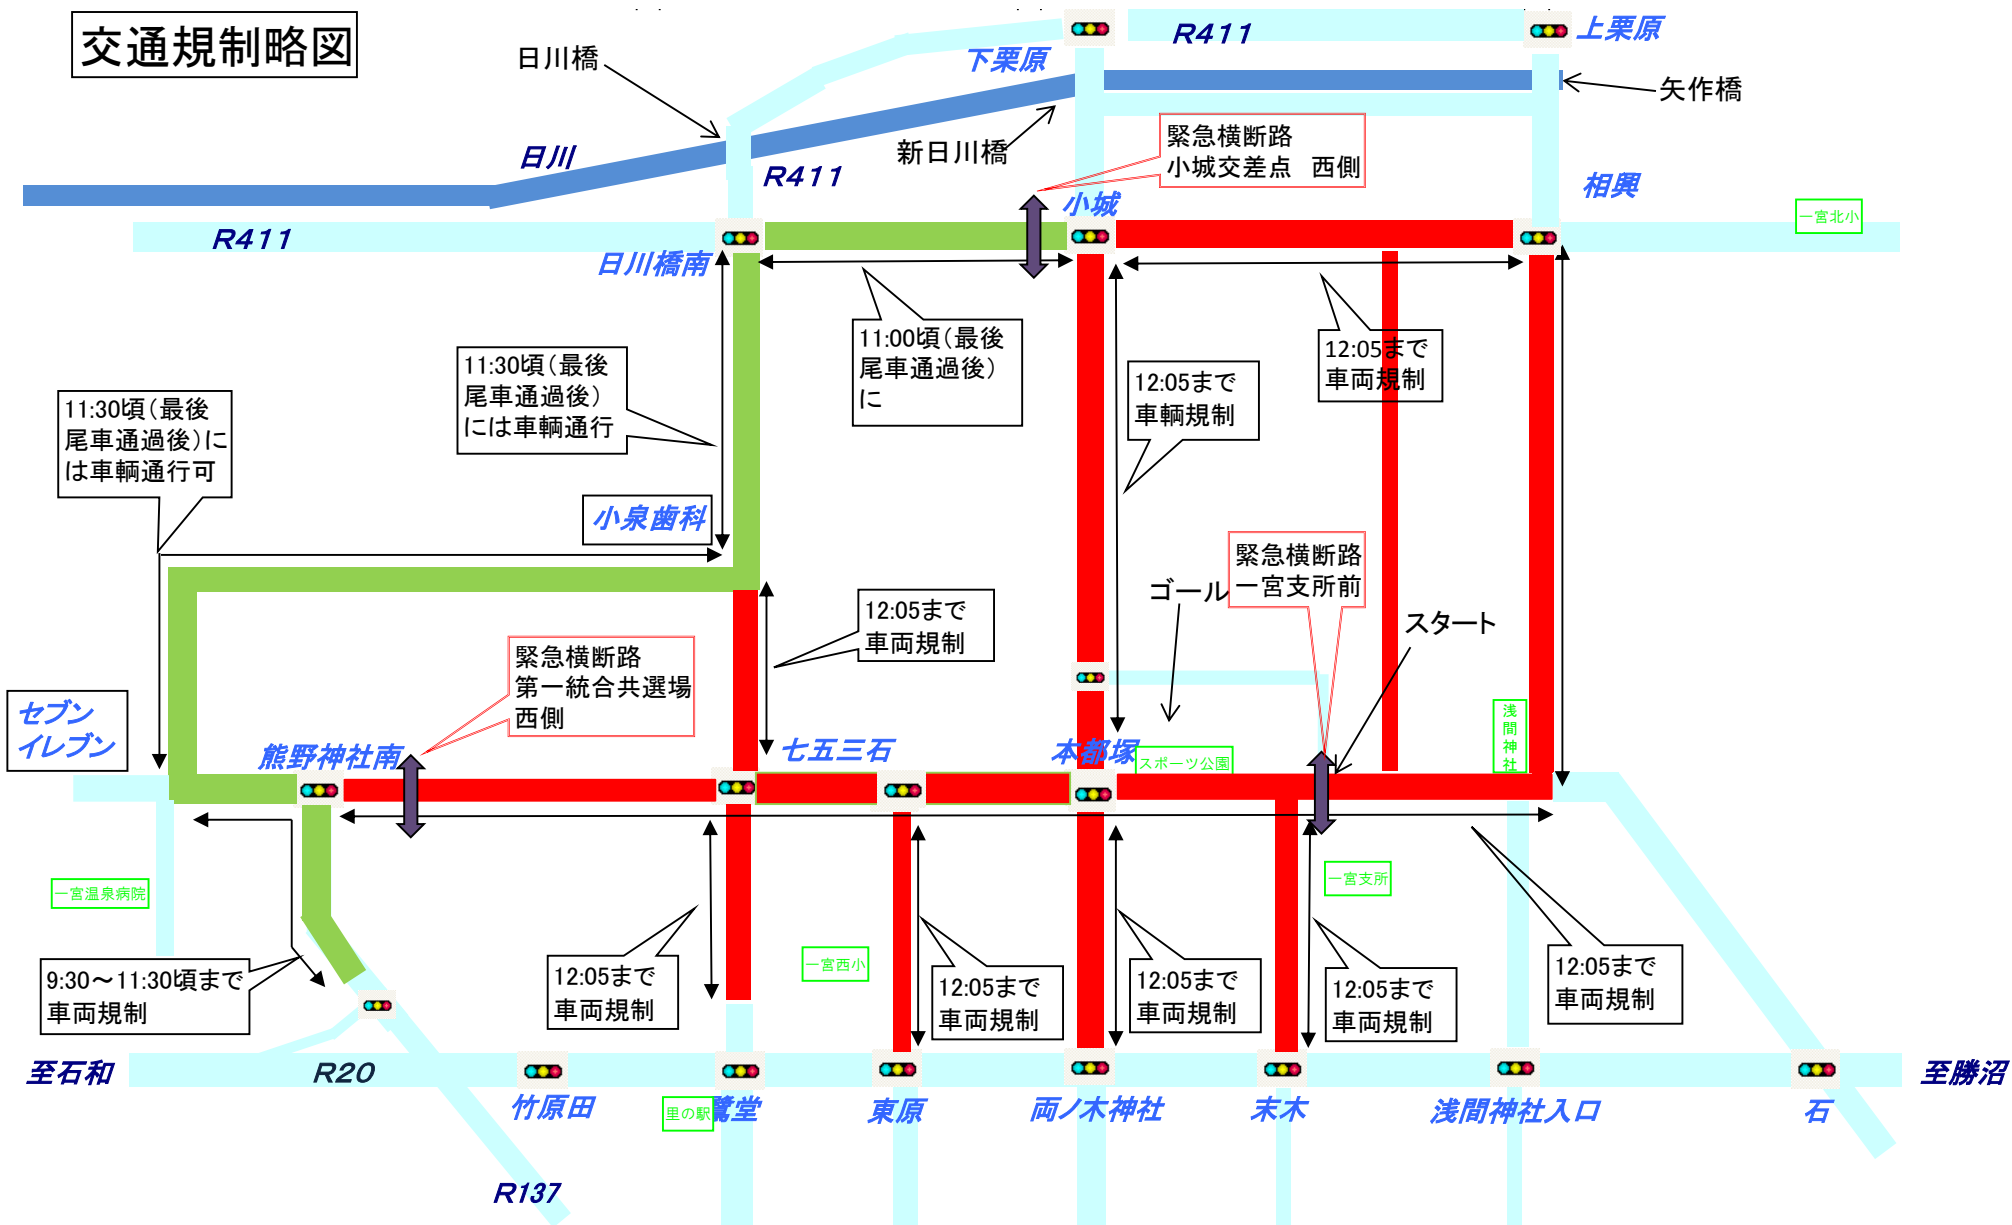 交通規制略図
日川橋
下栗原
R411
上栗原
矢作橋
日川
新日川橋
緊急横断路
小城交差点　西側
R411
小城
相興
一宮北小
R411
日川橋南
11:00頃（最後
尾車通過後）
に
12:05まで
車両規制
11:30頃（最後
尾車通過後）
には車輌通行
12:05まで
車輌規制
11:30頃（最後
尾車通過後）に
は車輌通行可
小泉歯科
緊急横断路
一宮支所前
ゴール
スタート
12:05まで
車両規制
緊急横断路
第一統合共選場
西側
セブン
イレブン
熊野神社南
七五三石
本都塚
スポーツ公園
浅
間
神
社
一宮温泉病院
一宮支所
9:30～11:30頃まで
車両規制
12:05まで
車両規制
一宮西小
12:05まで
車両規制
12:05まで
車両規制
12:05まで
車両規制
12:05まで
車両規制
至石和
R20
至勝沼
竹原田
里の駅
鷺堂
東原
両ノ木神社
末木
浅間神社入口
石
R137